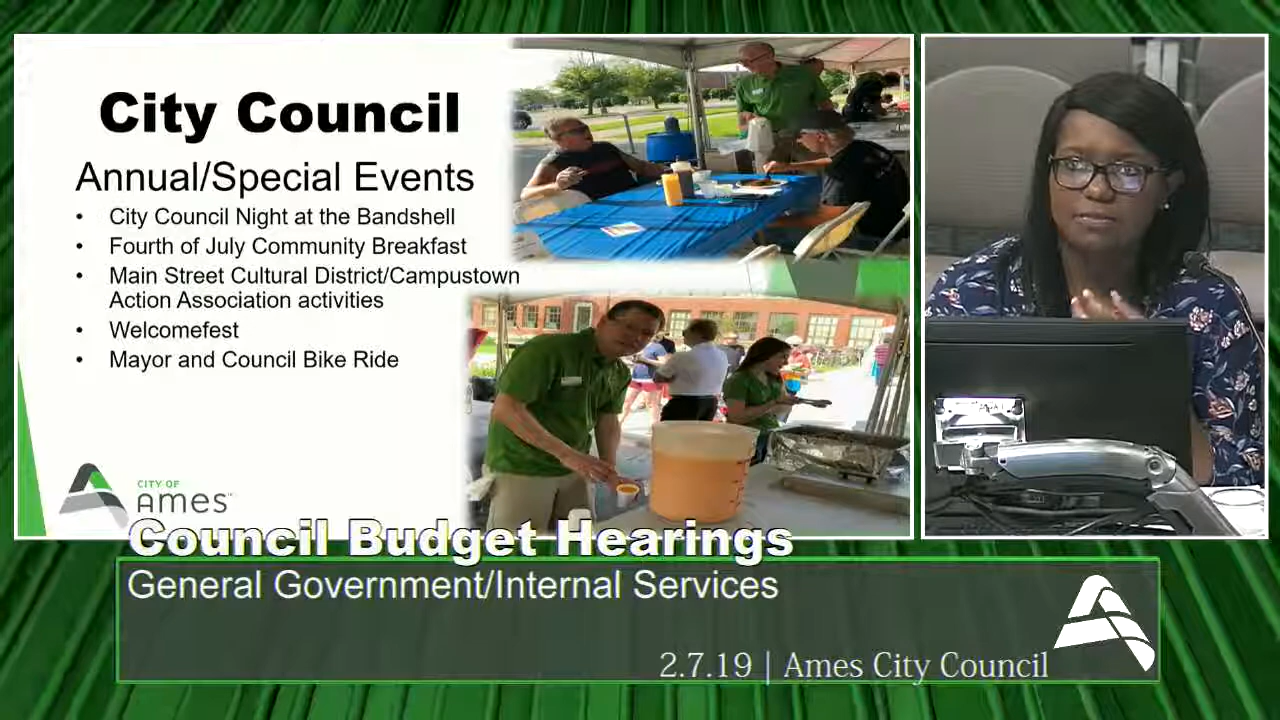 City Council
Annual/Special Events
• City Council Night at the Bandshell
• Fourth of July Community Breakfast
• Main Street Cultural District/Campustown
Action Association activities
• Welcomefest
• Mayor and Council Bike Ride
CITY OF
AMES
Council Budget Hearings
General Government/Internal Services
2.7.19 | Ames City Council